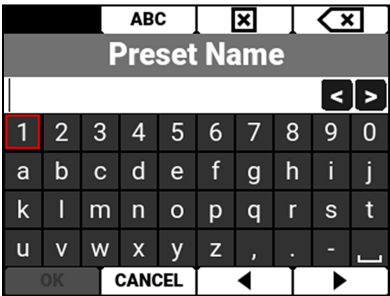 ABC
Preset Name
< >
1 2 3 4 5 6 7 8 9 0
a b c d e f g h i j
k l m n o p q r s t
u v w x y z , . -
OK CANCEL